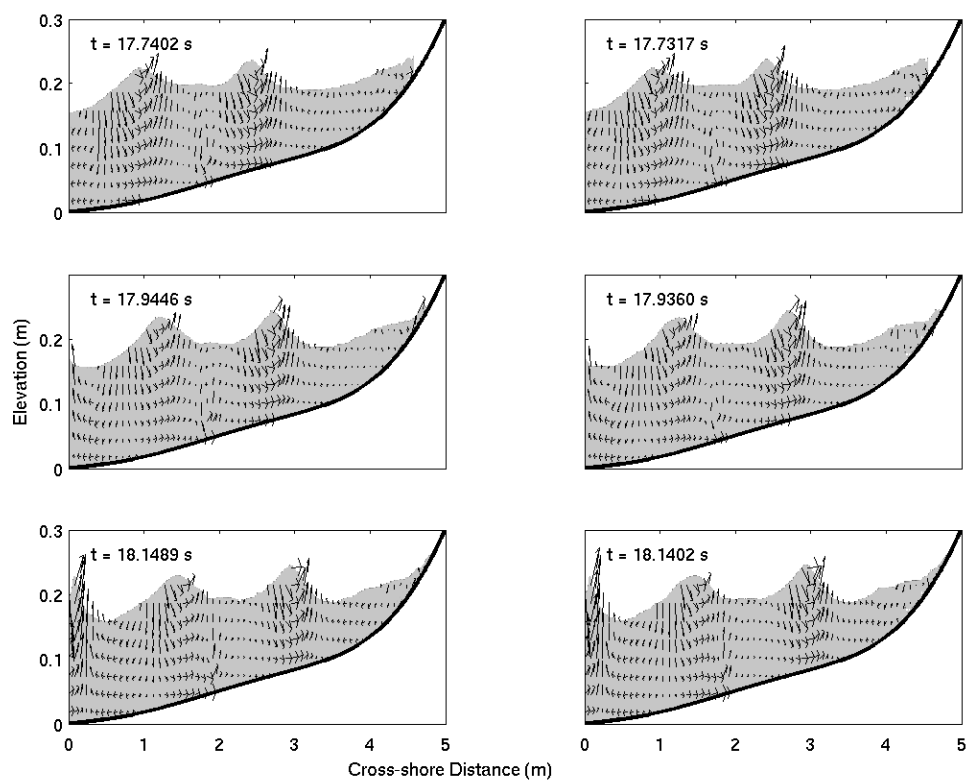 0.3
t = 17.7402 s
t = 17.7317 s
0.2
0.1
0
t = 17.9446 s
t = 17.9360 s
0.2
0.1
0
Elevation (m)
0.3
t = 18.1489 s
t = 18.1402 s
0.2
0.1
0
0 1 2 3 4 5 0 1 2 3 4 5
Cross-shore Distance (m)